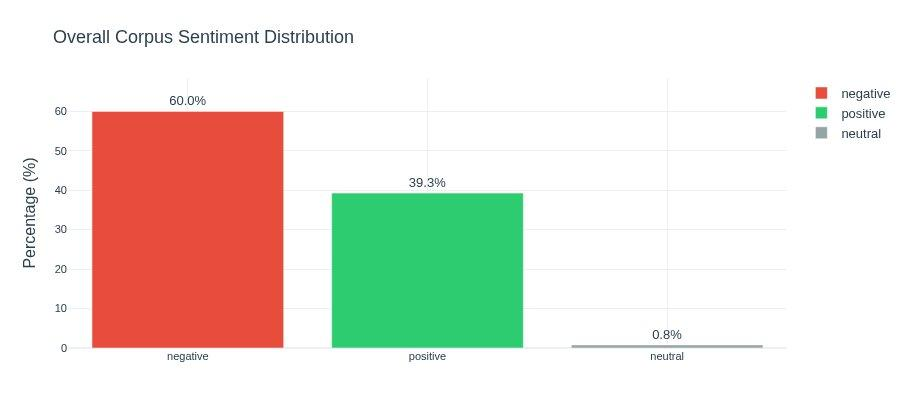 Overall Corpus Sentiment Distribution
negative
positive
neutral
Percentage (%)
60
50
40
30
20
10
0
60.0%
39.3%
0.8%
negative
positive
neutral